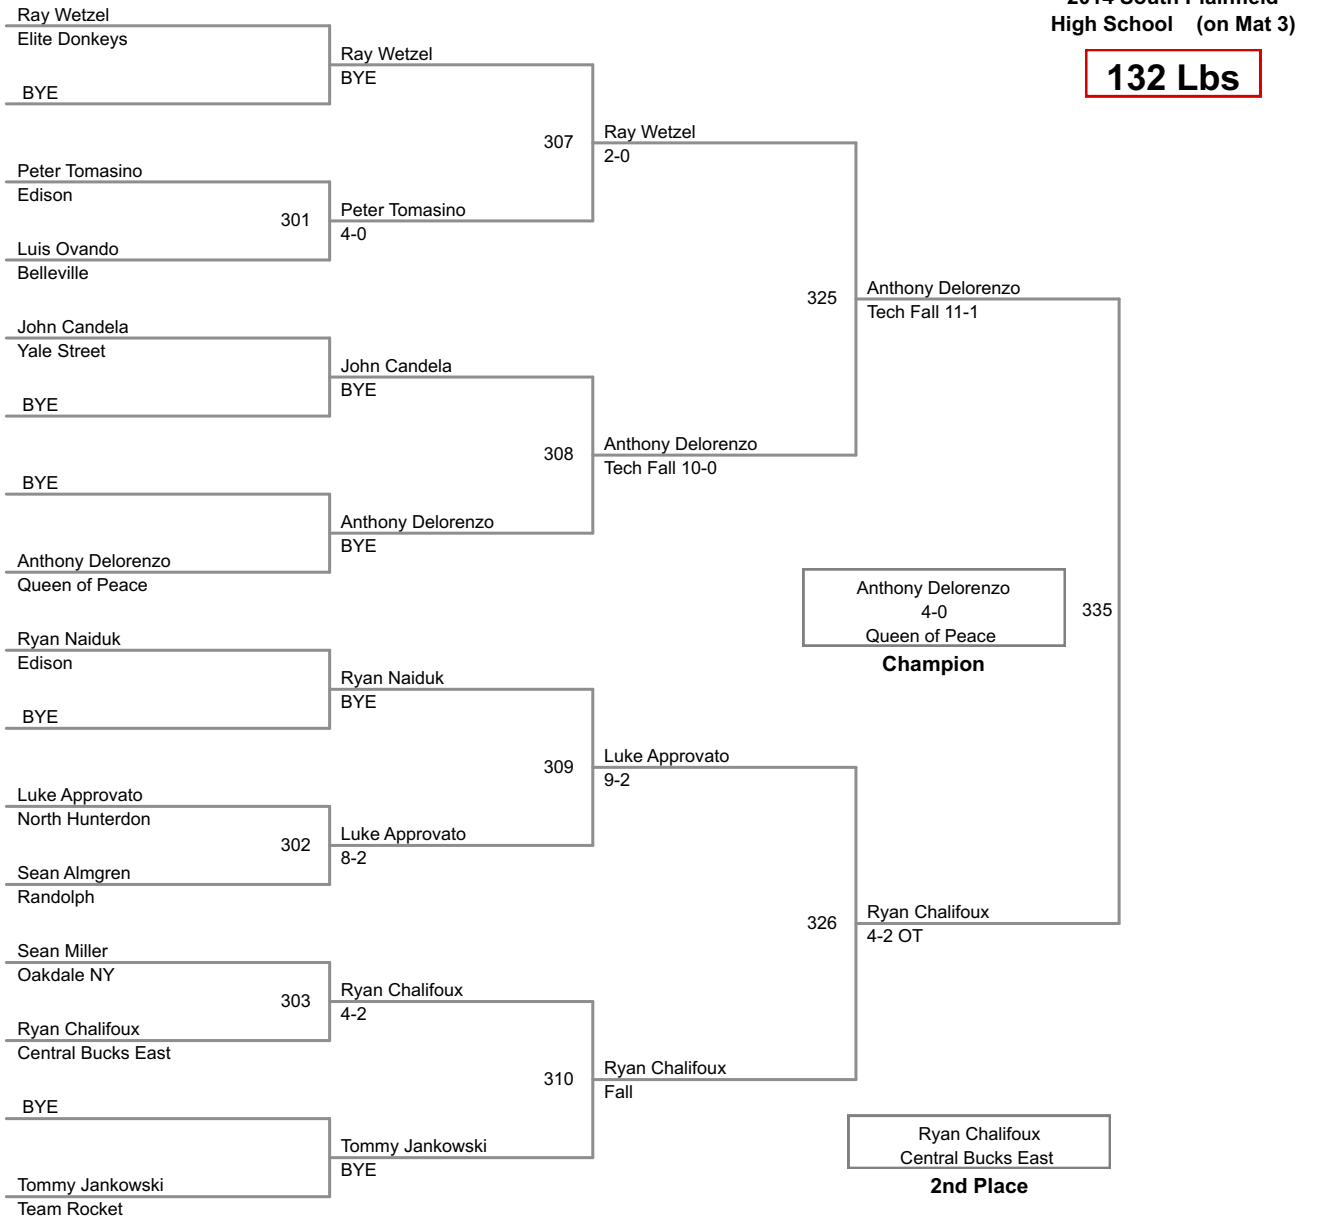 2014 South Plainfield
High School (on Mat 3)
132 Lbs
Ray Wetzel
Elite Donkeys
BYE
Peter Tomasino
Edison
301
Luis Ovando
Belleville
John Candela
Yale Street
BYE
BYE
Anthony Delorenzo
Queen of Peace
Ryan Naiduk
Edison
BYE
Luke Approvato
North Hunterdon
302
Sean Almgren
Randolph
Sean Miller
Oakdale NY
303
Ryan Chalifoux
Central Bucks East
BYE
Tommy Jankowski
Team Rocket
Ray Wetzel
BYE
307
Peter Tomasino
4-0
John Candela
BYE
308
Anthony Delorenzo
BYE
Ryan Naiduk
BYE
309
Luke Approvato
8-2
Ryan Chalifoux
4-2
310
Tommy Jankowski
BYE
Ray Wetzel
2-0
325
Anthony Delorenzo
Tech Fall 10-0
Luke Approvato
9-2
326
Ryan Chalifoux
Fall
Anthony Delorenzo
Tech Fall 11-1
335
Ryan Chalifoux
4-2 OT
Anthony Delorenzo
4-0
Queen of Peace
Champion
Ryan Chalifoux
Central Bucks East
2nd Place